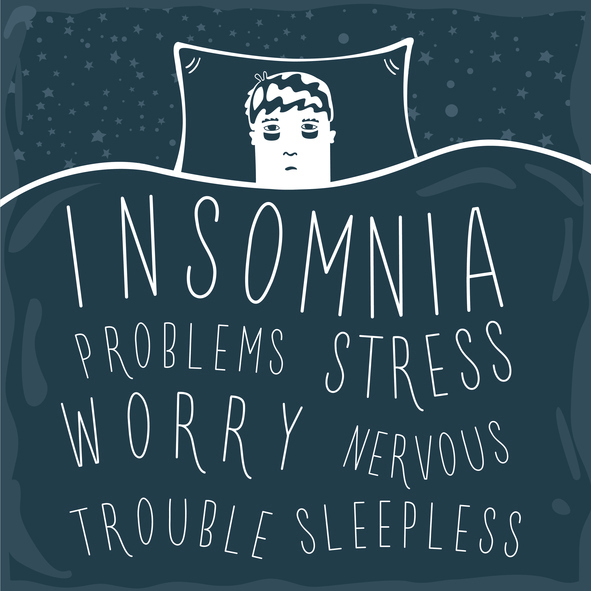 INSOMNIA
PROBLEMS STRESS
WORRY NERVOUS
TROUBLE SLEEPLESS